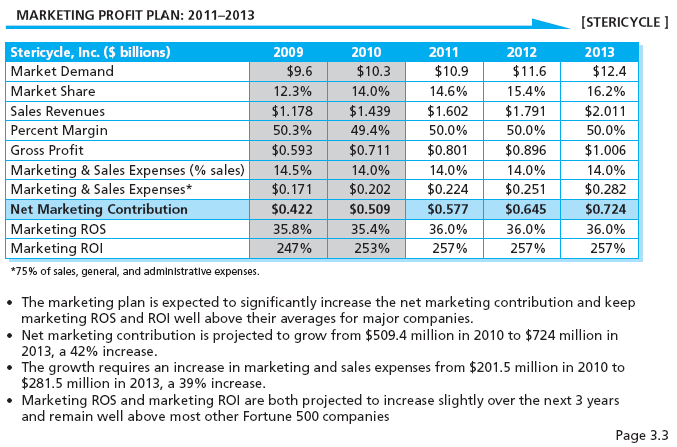 MARKETING PROFIT PLAN: 2011–2013
[STERICYCLE ]
Stericycle, Inc. ($ billions) 2009 2010 2011 2012 2013
Market Demand $9.6 $10.3 $10.9 $11.6 $12.4
Market Share 12.3% 14.0% 14.6% 15.4% 16.2%
Sales Revenues $1.178 $1.439 $1.602 $1.791 $2.011
Percent Margin 50.3% 49.4% 50.0% 50.0% 50.0%
Gross Profit $0.593 $0.711 $0.801 $0.896 $1.006
Marketing & Sales Expenses (% sales) 14.5% 14.0% 14.0% 14.0% 14.0%
Marketing & Sales Expenses* $0.171 $0.202 $0.224 $0.251 $0.282
Net Marketing Contribution $0.422 $0.509 $0.577 $0.645 $0.724
Marketing ROS 35.8% 35.4% 36.0% 36.0% 36.0%
Marketing ROI 247% 253% 257% 257% 257%
*75% of sales, general, and administrative expenses.
• The marketing plan is expected to significantly increase the net marketing contribution and keep
marketing ROS and ROI well above their averages for major companies.
• Net marketing contribution is projected to grow from $509.4 million in 2010 to $724 million in
2013, a 42% increase.
• The growth requires an increase in marketing and sales expenses from $201.5 million in 2010 to
$281.5 million in 2013, a 39% increase.
• Marketing ROS and marketing ROI are both projected to increase slightly over the next 3 years
and remain well above most other Fortune 500 companies
Page 3.3